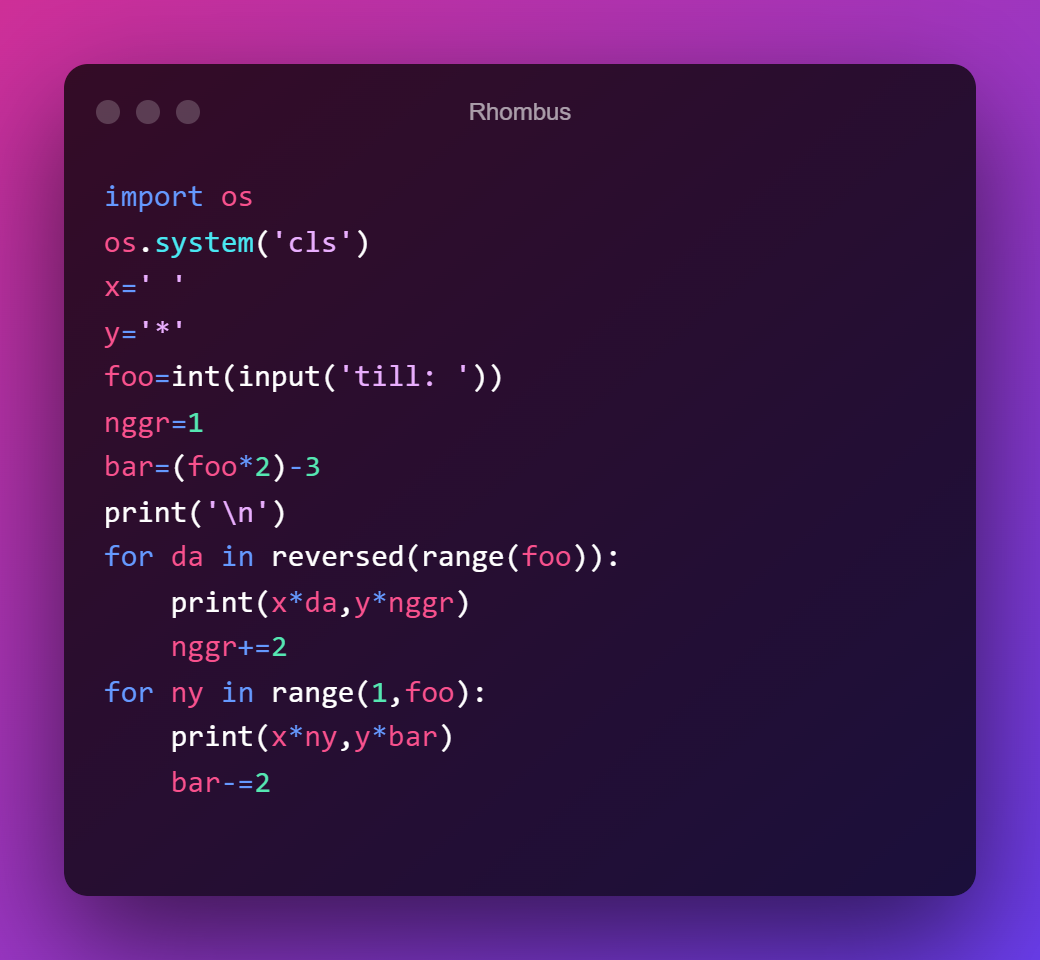 Rhombus
import os
os.system('cls')
x=' '
y='*'
foo=int(input('till: '))
nggr=1
bar=(foo*2)-3
print('\n')
for da in reversed(range(foo)):
    print(x*da,y*nggr)
    nggr+=2
for ny in range(1,foo):
    print(x*ny,y*bar)
    bar-=2